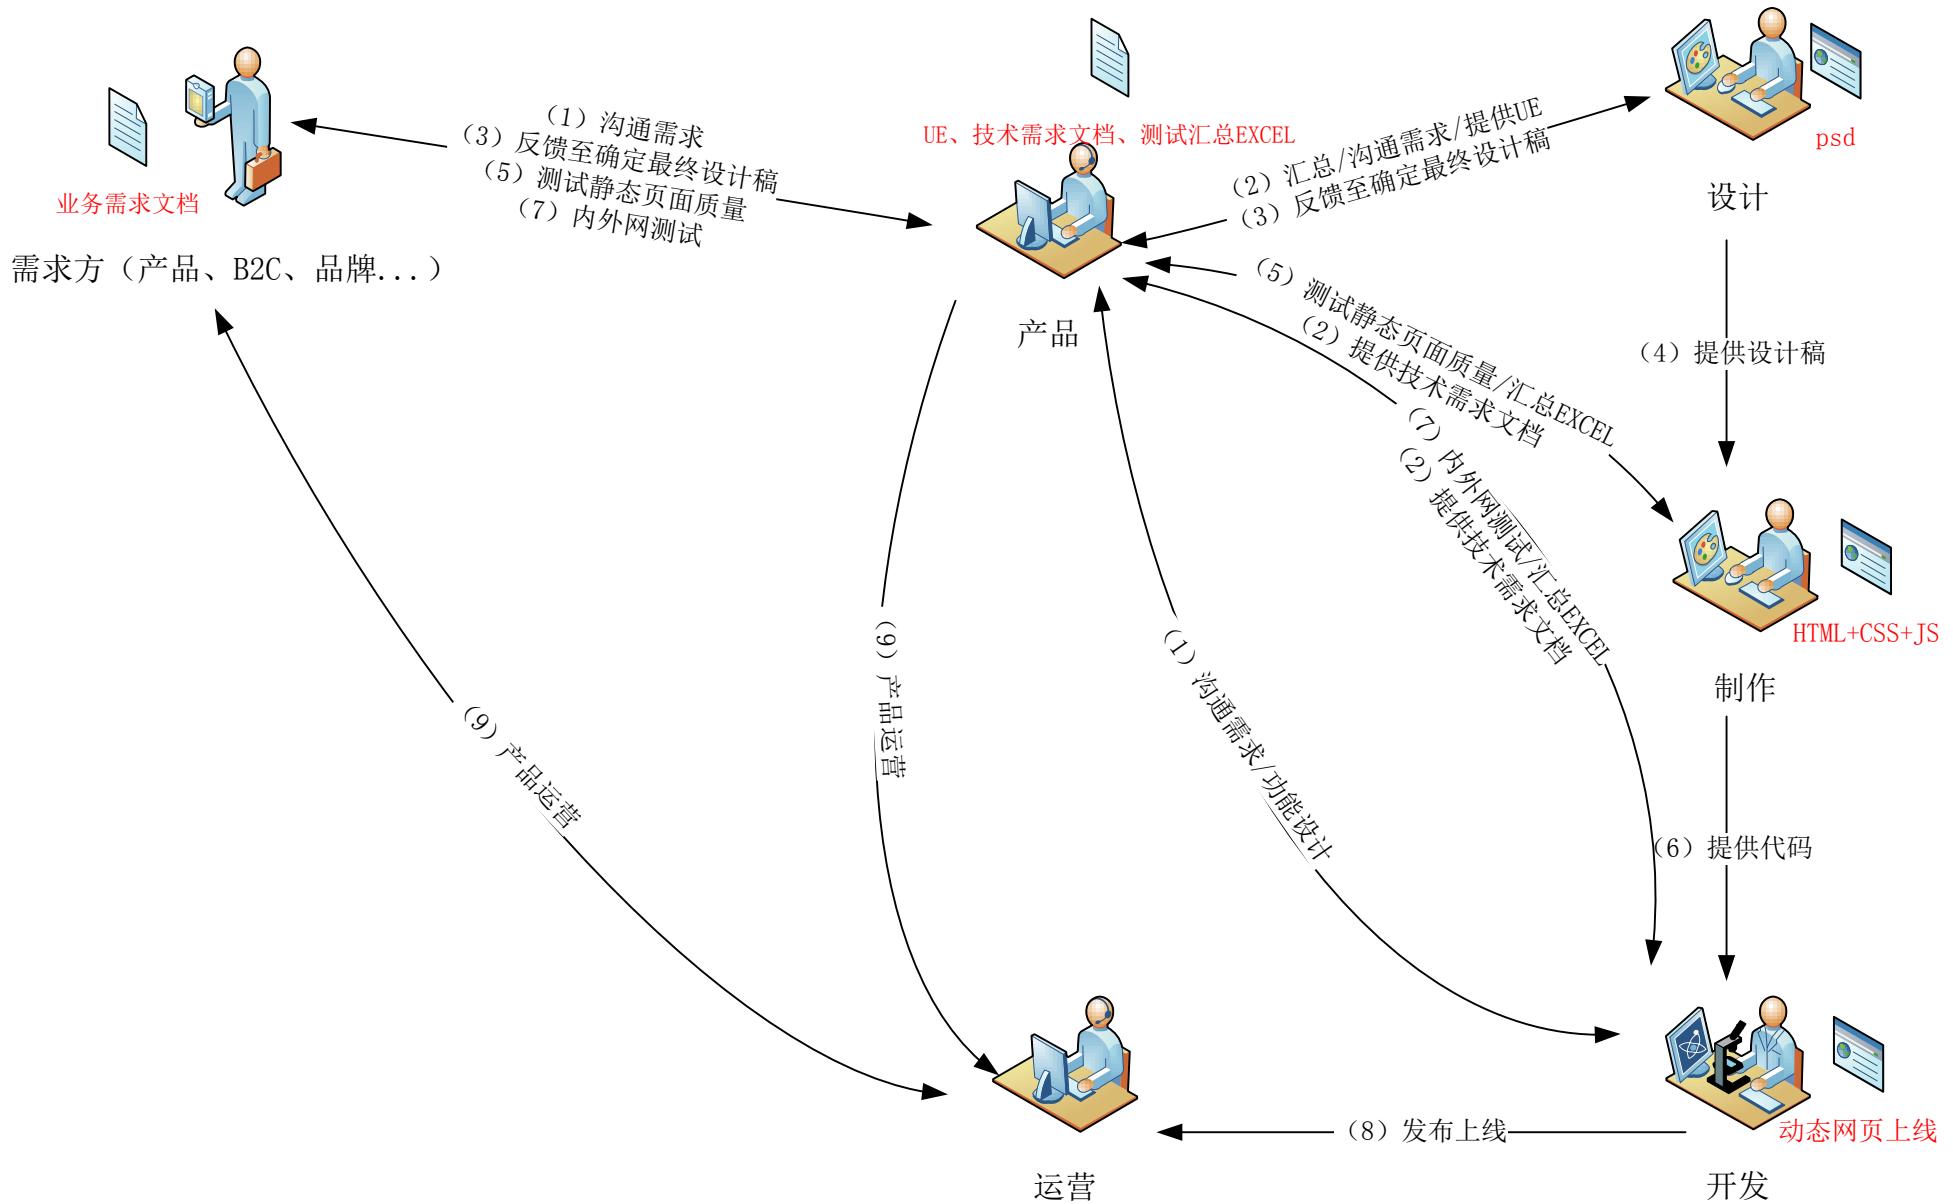 UE、技术需求文档、测试汇总EXCEL
psd
设计
(1) 沟通需求
(3) 反馈至确定最终设计稿
(5) 测试静态页面质量
(7) 内外网测试
(2) 汇总/沟通需求/提供UE
(3) 反馈至确定最终设计稿
业务需求文档
需求方（产品、B2C、品牌...）
产品
(5) 测试静态页面质量/汇总EXCEL
(2) 提供技术需求文档
(4) 提供设计稿
(7) 内外网测试/汇总EXCEL
(2) 提供技术需求文档
HTML+CSS+JS
制作
(1) 沟通需求/功能设计
(9) 产品运营
(9) 产品运营
(6) 提供代码
(8) 发布上线
动态网页上线
运营
开发